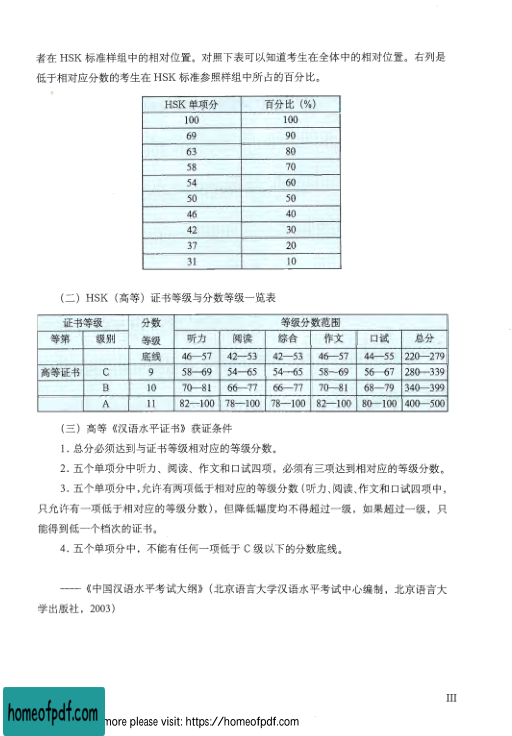 者在 HSK 标准样组中的相对位置。对照下表可以知道考生在全体中的相对位置。右列是
低于相对应分数的考生在 HSK 标准参照样组中所占的百分比。
HSK 单项分 百分比（%）
100 100
69 90
63 80
58 70
54 60
50 50
46 40
42 30
37 20
31 10
（二）HSK（高等）证书等级与分数等级一览表
证书等级 分数等级 等级分数范围
等第 级别 听力 阅读 综合 作文 口试 总分
底线 46—57 42—53 42—53 46—57 44—55 220—279
高等证书 C 9 58—69 54—65 54—65 58—69 56—67 280—339
B 10 70—81 66—77 66—77 70—81 68—79 340—399
A 11 82—100 78—100 78—100 82—100 80—100 400—500
（三）高等《汉语水平证书》获证条件
1. 总分必须达到与证书等级相对应的等级分数。
2. 五个单项分中听力、阅读、作文和口试四项，必须有三项达到相对应的等级分数。
3. 五个单项分中，允许有两项低于相对应的等级分数（听力、阅读、作文和口试四项中，
只允许有一项低于相对应的等级分数），但降低幅度均不得超过一级，如果超过一级，只
能得到低一个档次的证书。
4. 五个单项分中，不能有任何一项低于 C 级以下的分数底线。
——《中国汉语水平考试大纲》（北京语言大学汉语水平考试中心编制，北京语言大
学出版社，2003）
III
homeofpdf.com
more please visit: https://homeofpdf.com